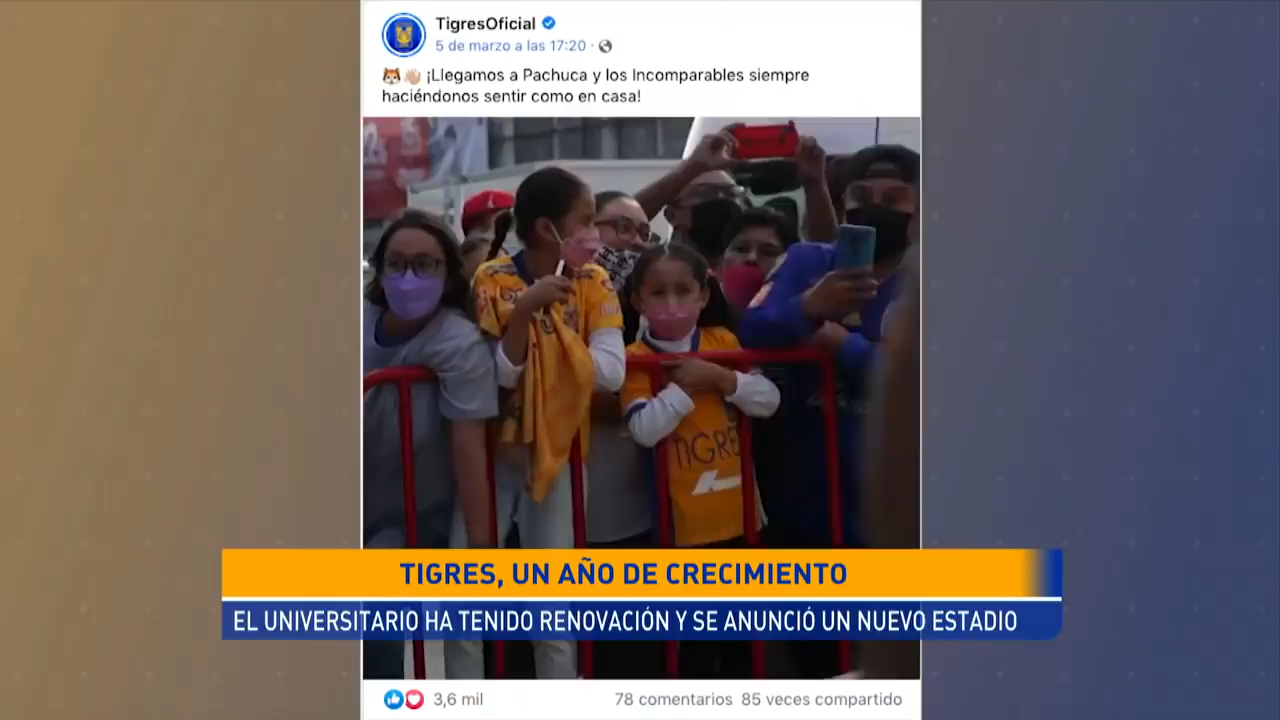 TigresOficial
5 de marzo a las 17:20 ·
¡Llegamos a Pachuca y los Incomparables siempre
haciéndonos sentir como en casa!
TIGRE
TIGRES, UN AÑO DE CRECIMIENTO
EL UNIVERSITARIO HA TENIDO RENOVACIÓN Y SE ANUNCIÓ UN NUEVO ESTADIO
3,6 mil
78 comentarios 85 veces compartido